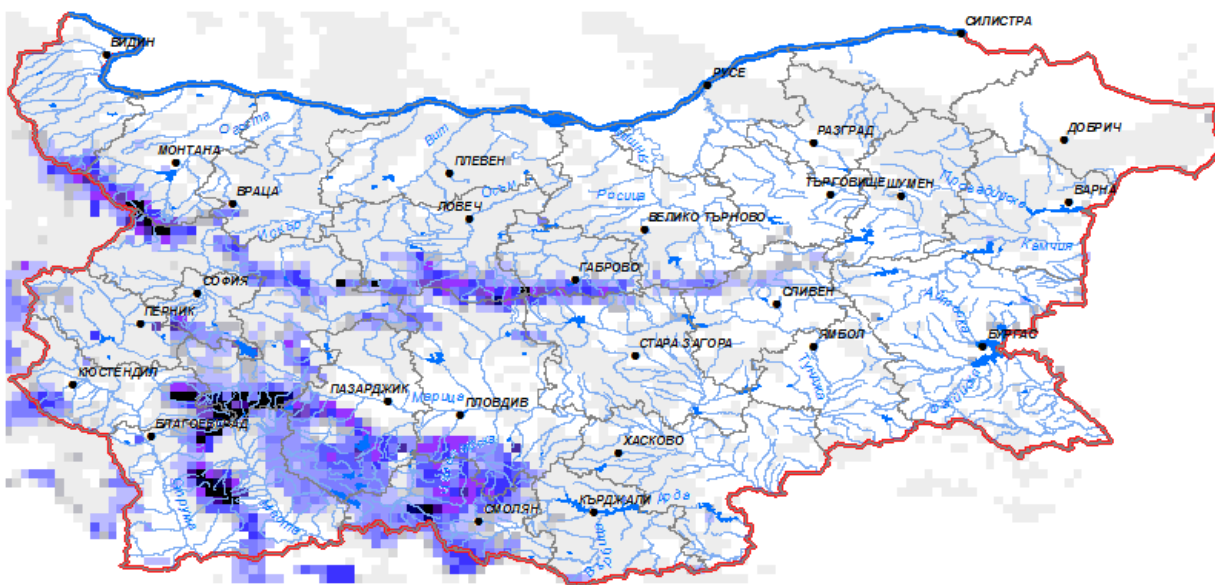 СИЛИСТРА
ВИДИН
РУСЕ
Огоста
РАЗГРАД
ДОБРИЧ
МОНТАНА
Вит
ПЛЕВЕН
ВРАЦА
Осъм
Росица
ТЪРГОВИЩЕ
ШУМЕН
ВАРНА
ЛОВЕЧ
ВЕЛИКО ТЪРНОВО
Искър
Камчия
ГАБРОВО
СОФИЯ
СЛИВЕН
ПЕРНИК
ЯМБОЛ
БУРГАС
СТАРА ЗАГОРА
Тунджа
КЮСТЕНДИЛ
ПАЗАРДЖИК
Марица
ПЛОВДИВ
БЛАГОЕВГРАД
ХАСКОВО
КЪРДЖАЛИ
Арда
Струма
Места
СМОЛЯН